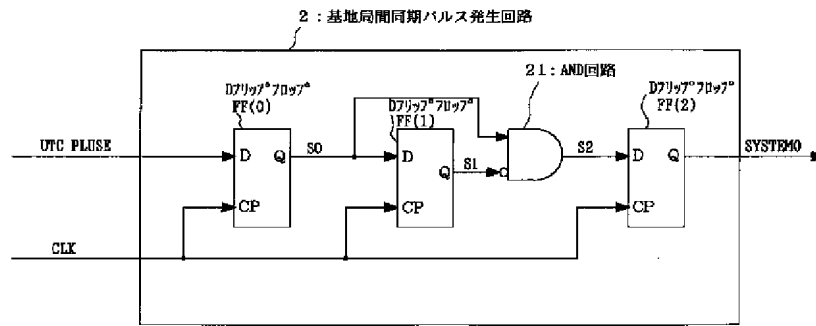 2：基地局間同期パルス発生回路
21：AND回路
Dフリップフロップ
FF(0)
Dフリップフロップ
FF(1)
Dフリップフロップ
FF(2)
UTC PLUSE
D
Q
S0
D
Q
S1
S2
D
Q
SYSTEM0
CP
CP
CP
CLK